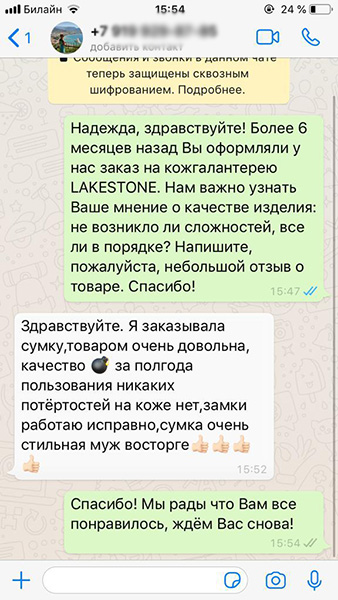 Билайн 15:54 24 %
1 +7 919
добавить контакт
Сообщения и звонки в данном чате
теперь защищены сквозным
шифрованием. Подробнее.
Надежда, здравствуйте! Более 6
месяцев назад Вы оформляли у
нас заказ на кожгалантерею
LAKESTONE. Нам важно узнать
Ваше мнение о качестве изделия:
не возникло ли сложностей, все
ли в порядке? Напишите,
пожалуйста, небольшой отзыв о
товаре. Спасибо!
15:47
Здравствуйте. Я заказывала
сумку,товаром очень довольна,
качество 💣 за полгода
пользования никаких
потёртостей на коже нет,замки
работаю исправно,сумка очень
стильная муж восторге👍🏻👍🏻👍🏻
👍🏻 15:52
Спасибо! Мы рады что Вам все
понравилось, ждём Вас снова!
15:54